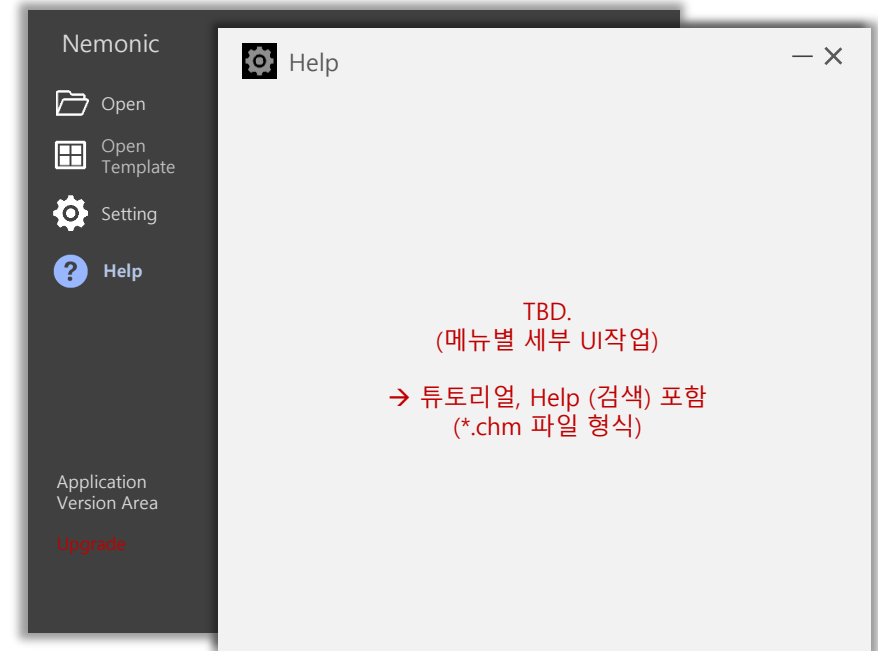 Nemonic
Open
Open
Template
Setting
Help
Application
Version Area
Upgrade
Help
TBD.
(메뉴별 세부 UI작업)
→ 튜토리얼, Help (검색) 포함
(*.chm 파일 형식)